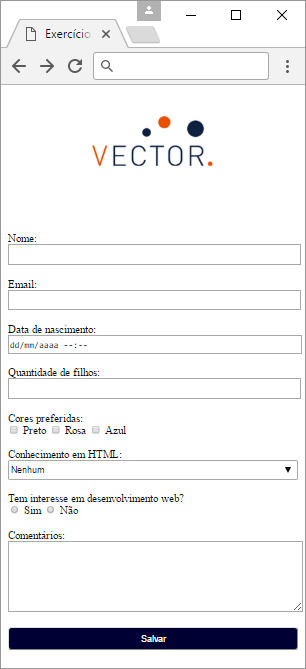 Exercício
VECTOR.
Nome:
Email:
Data de nascimento:
dd/mm/aaaa --:--
Quantidade de filhos:
Cores preferidas:
Preto Rosa Azul
Conhecimento em HTML:
Nenhum
Tem interesse em desenvolvimento web?
Sim Não
Comentários:
Salvar